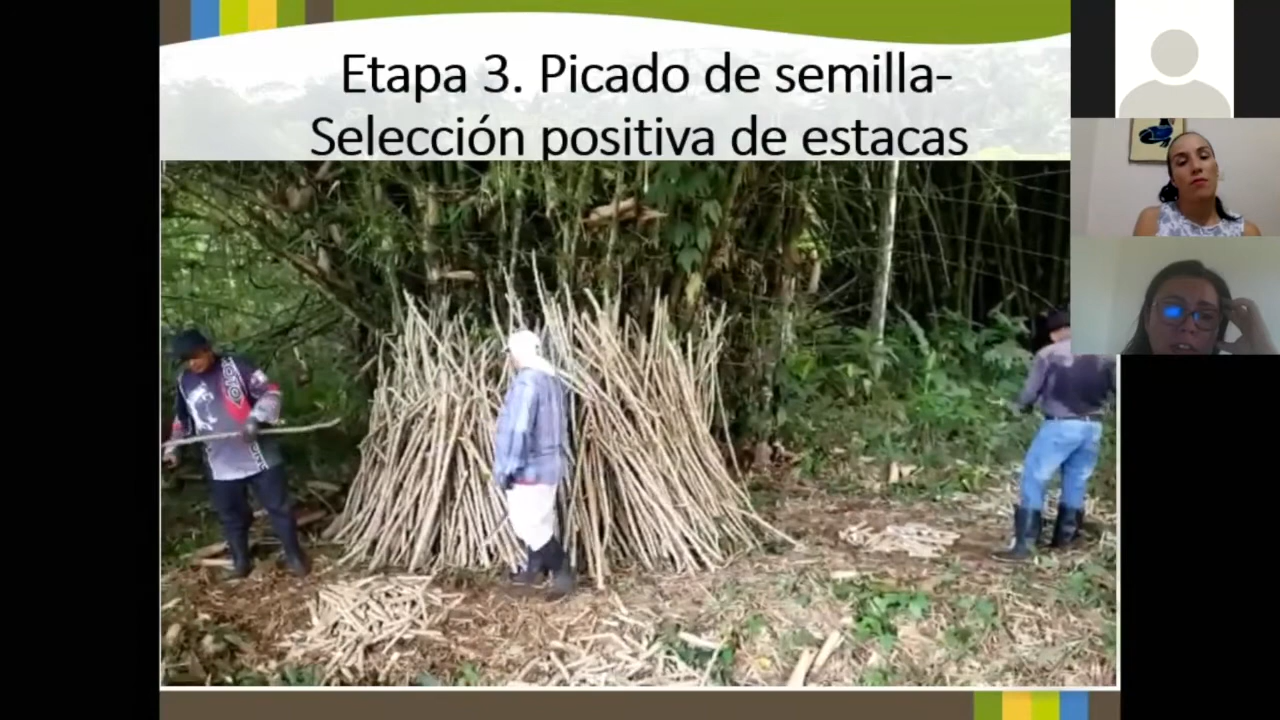 Etapa 3. Picado de semilla-
Selección positiva de estacas